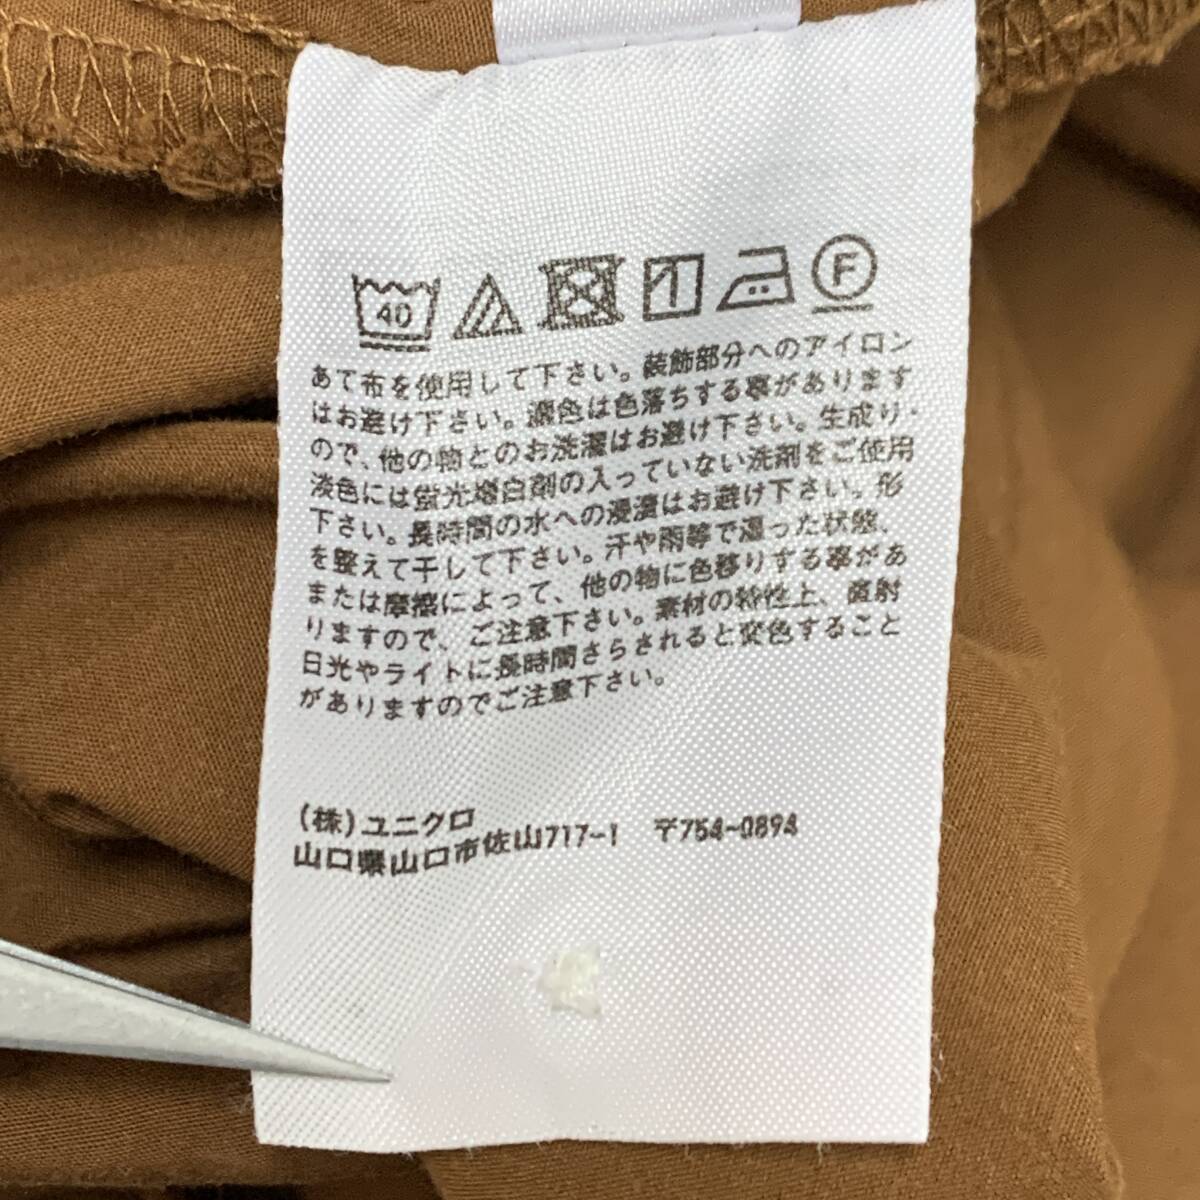 40
F
あて布を使用して下さい。装飾部分へのアイロン
はお避け下さい。濃色は色落ちする事があります
ので、他の物とのお洗濯はお避け下さい。生成り・
淡色には蛍光増白剤の入っていない洗剤をご使用
下さい。長時間の水への浸漬はお避け下さい。形
を整えて干して下さい。汗や雨等で湿った状態、
または摩擦によって、他の物に色移りする事があ
りますので、ご注意下さい。素材の特性上、直射
日光やライトに長時間さらされると変色すること
がありますのでご注意下さい。
(株)ユニクロ
山口県山口市佐山717-1 〒754-0894